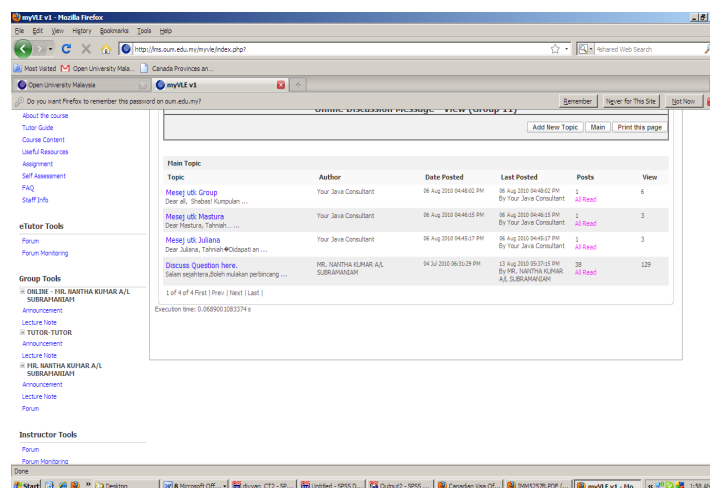 myVLE v1 - Mozilla Firefox
File Edit View History Bookmarks Tools Help
http://lms.oum.edu.my/myvle/index.php?
4shared Web Search
Most Visited Open University Mala... Canada Provinces an...
Open University Malaysia myVLE v1
Do you want Firefox to remember this password on oum.edu.my? Remember Never for This Site Not Now
About the course
Tutor Guide
Course Content
Useful Resources
Assignment
Self Assessment
FAQ
Staff Info
eTutor Tools
Forum
Forum Monitoring
Group Tools
ONLINE - MR. NANTHA KUMAR A/L
SUBRAMANIAM
Announcement
Lecture Note
TUTOR-TUTOR
Announcement
Lecture Note
MR. NANTHA KUMAR A/L
SUBRAMANIAM
Announcement
Lecture Note
Forum
Instructor Tools
Forum
Forum Monitoring
Online Discussion Message - View (Group 11)
Add New Topic Main Print this page
Main Topic
Topic Author Date Posted Last Posted Posts View
Mesej utk Group Your Java Consultant 06 Aug 2010 04:48:02 PM 06 Aug 2010 04:48:02 PM 1 6
Dear all, Shabas! Kumpulan ... By Your Java Consultant All Read
Mesej utk Mastura Your Java Consultant 06 Aug 2010 04:46:15 PM 06 Aug 2010 04:46:15 PM 1 3
Dear Mastura, Tahniah... ... By Your Java Consultant All Read
Mesej utk Juliana Your Java Consultant 06 Aug 2010 04:45:17 PM 06 Aug 2010 04:45:17 PM 1 3
Dear Juliana, Tahniah �Didapati an ... By Your Java Consultant All Read
Discuss Question here. MR. NANTHA KUMAR A/L 04 Jul 2010 06:31:29 PM 13 Aug 2010 05:37:15 PM 38 129
Salam sejahtera,Boleh mulakan perbincang ... SUBRAMANIAM By MR. NANTHA KUMAR All Read
A/L SUBRAMANIAM
1 of 4 of 4 First | Prev | Next | Last |
Execution time: 0.0689001083374 s
Done
Start Desktop 8 Microsoft Off... divyan_CT2 - SP... Untitled - SPSS D... Output2 - SPSS ... Canadian Visa Of... IMM5257B.PDF (... myVLE v1 - Mo... 1:58 AM